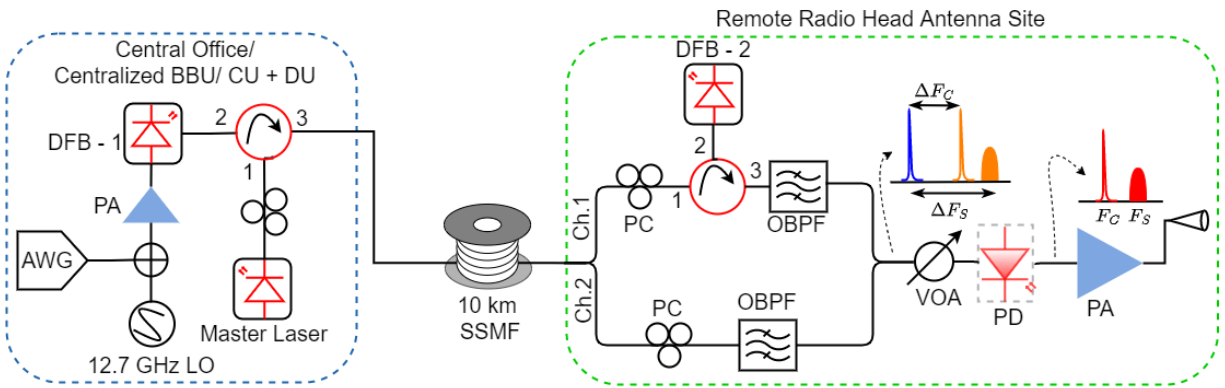 Remote Radio Head Antenna Site
Central Office/
Centralized BBU/ CU + DU
DFB - 1
2
3
1
PA
AWG
12.7 GHz LO
Master Laser
10 km
SSMF
Ch.1
Ch.2
DFB - 2
2
1
3
PC
OBPF
PC
OBPF
ΔF_C
ΔF_S
VOA
PD
F_C F_S
PA